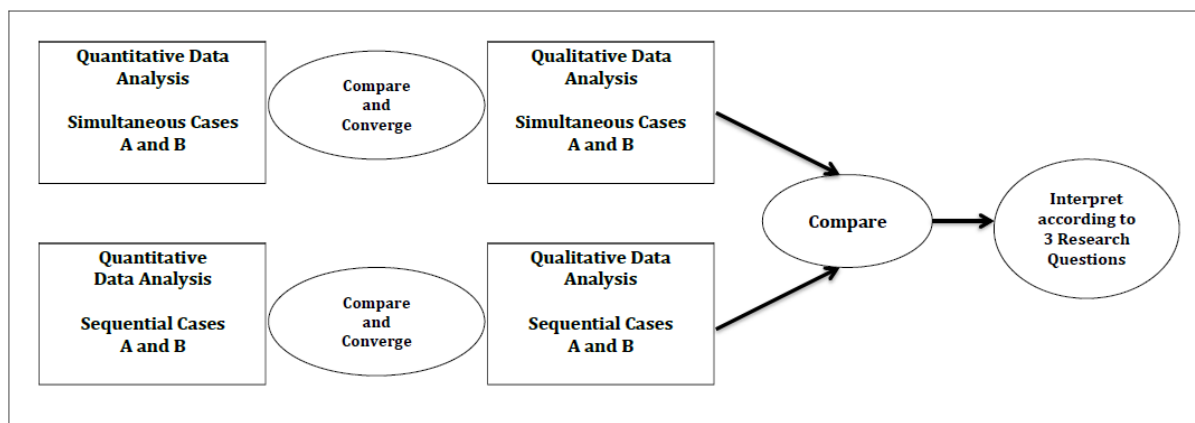 Quantitative Data
Analysis
Simultaneous Cases
A and B
Compare
and
Converge
Qualitative Data
Analysis
Simultaneous Cases
A and B
Quantitative
Data Analysis
Sequential Cases
A and B
Compare
and
Converge
Qualitative Data
Analysis
Sequential Cases
A and B
Compare
Interpret
according to
3 Research
Questions